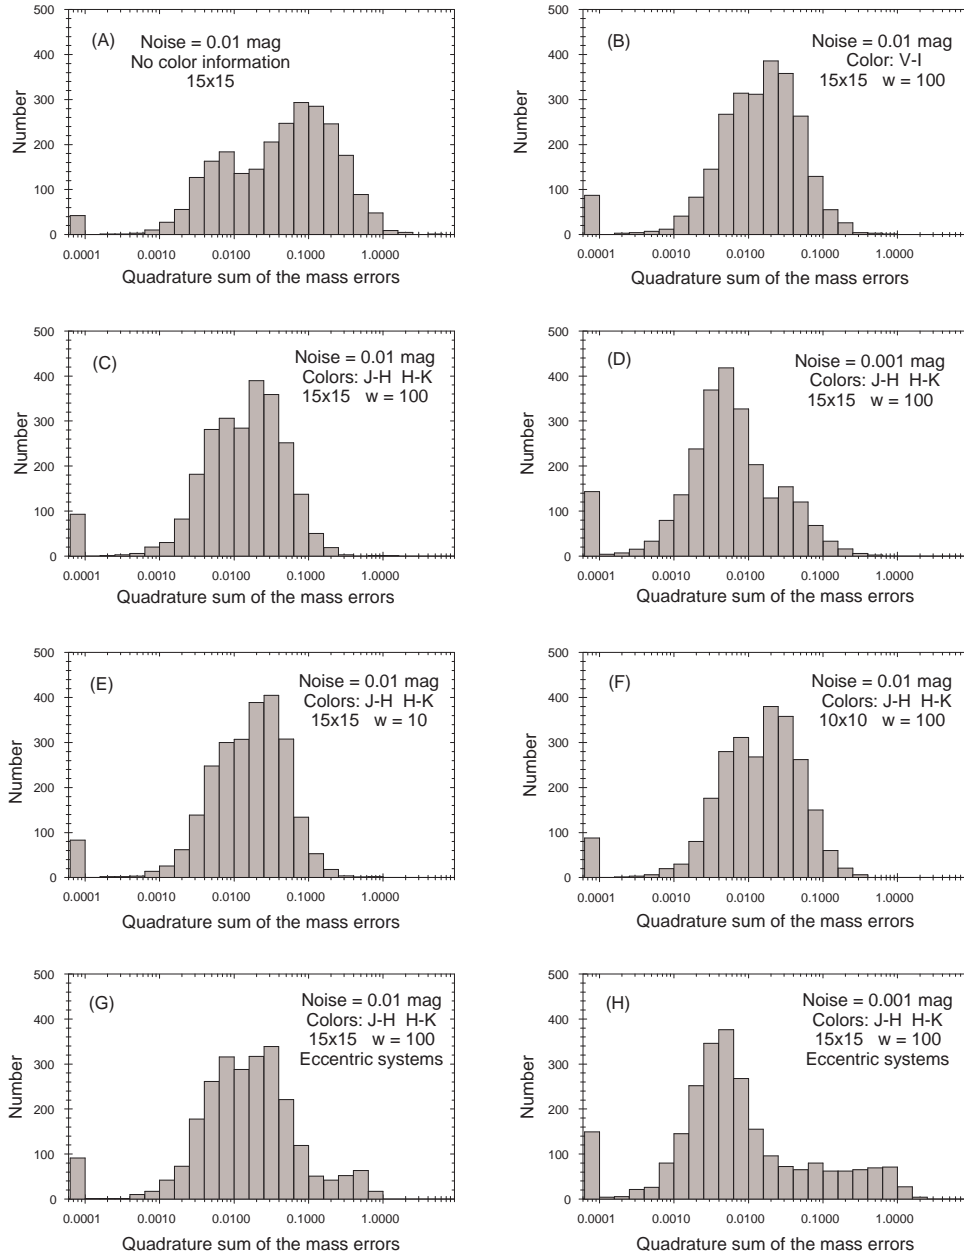 500
400
300
200
100
0
Number
(A)
Noise = 0.01 mag
No color information
15x15
0.0001 0.0010 0.0100 0.1000 1.0000
Quadrature sum of the mass errors
500
400
300
200
100
0
Number
(B)
Noise = 0.01 mag
Color: V-I
15x15 w = 100
0.0001 0.0010 0.0100 0.1000 1.0000
Quadrature sum of the mass errors
500
400
300
200
100
0
Number
(C)
Noise = 0.01 mag
Colors: J-H H-K
15x15 w = 100
0.0001 0.0010 0.0100 0.1000 1.0000
Quadrature sum of the mass errors
500
400
300
200
100
0
Number
(D)
Noise = 0.001 mag
Colors: J-H H-K
15x15 w = 100
0.0001 0.0010 0.0100 0.1000 1.0000
Quadrature sum of the mass errors
500
400
300
200
100
0
Number
(E)
Noise = 0.01 mag
Colors: J-H H-K
15x15 w = 10
0.0001 0.0010 0.0100 0.1000 1.0000
Quadrature sum of the mass errors
500
400
300
200
100
0
Number
(F)
Noise = 0.01 mag
Colors: J-H H-K
10x10 w = 100
0.0001 0.0010 0.0100 0.1000 1.0000
Quadrature sum of the mass errors
500
400
300
200
100
0
Number
(G)
Noise = 0.01 mag
Colors: J-H H-K
15x15 w = 100
Eccentric systems
0.0001 0.0010 0.0100 0.1000 1.0000
Quadrature sum of the mass errors
500
400
300
200
100
0
Number
(H)
Noise = 0.001 mag
Colors: J-H H-K
15x15 w = 100
Eccentric systems
0.0001 0.0010 0.0100 0.1000 1.0000
Quadrature sum of the mass errors